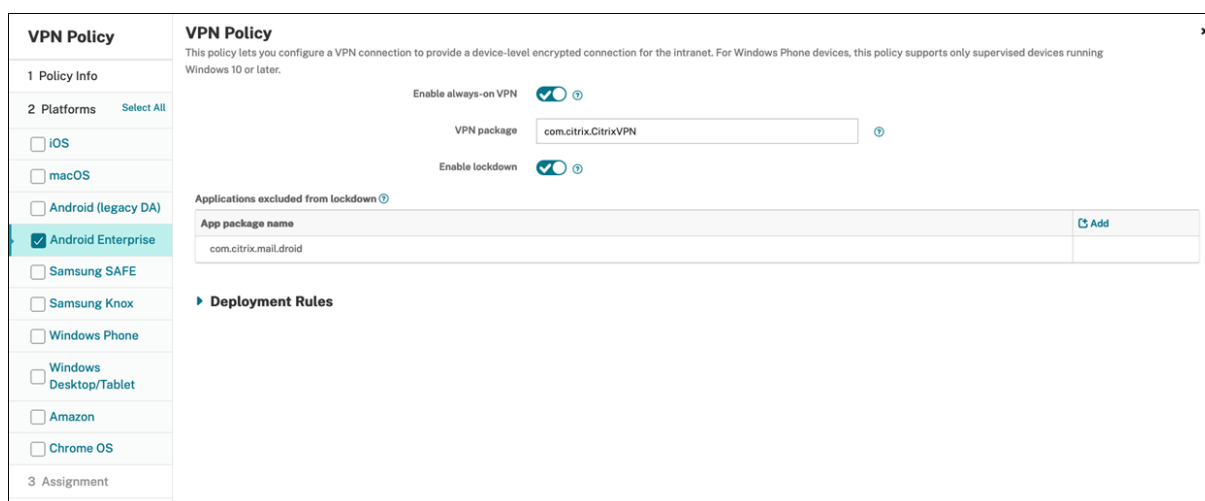 VPN Policy
1 Policy Info
2 Platforms Select All
iOS
macOS
Android (legacy DA)
Android Enterprise
Samsung SAFE
Samsung Knox
Windows Phone
Windows
Desktop/Tablet
Amazon
Chrome OS
3 Assignment
VPN Policy
This policy lets you configure a VPN connection to provide a device-level encrypted connection for the intranet. For Windows Phone devices, this policy supports only supervised devices running
Windows 10 or later.
Enable always-on VPN
VPN package com.citrix.CitrixVPN
Enable lockdown
Applications excluded from lockdown
App package name Add
com.citrix.mail.droid
Deployment Rules